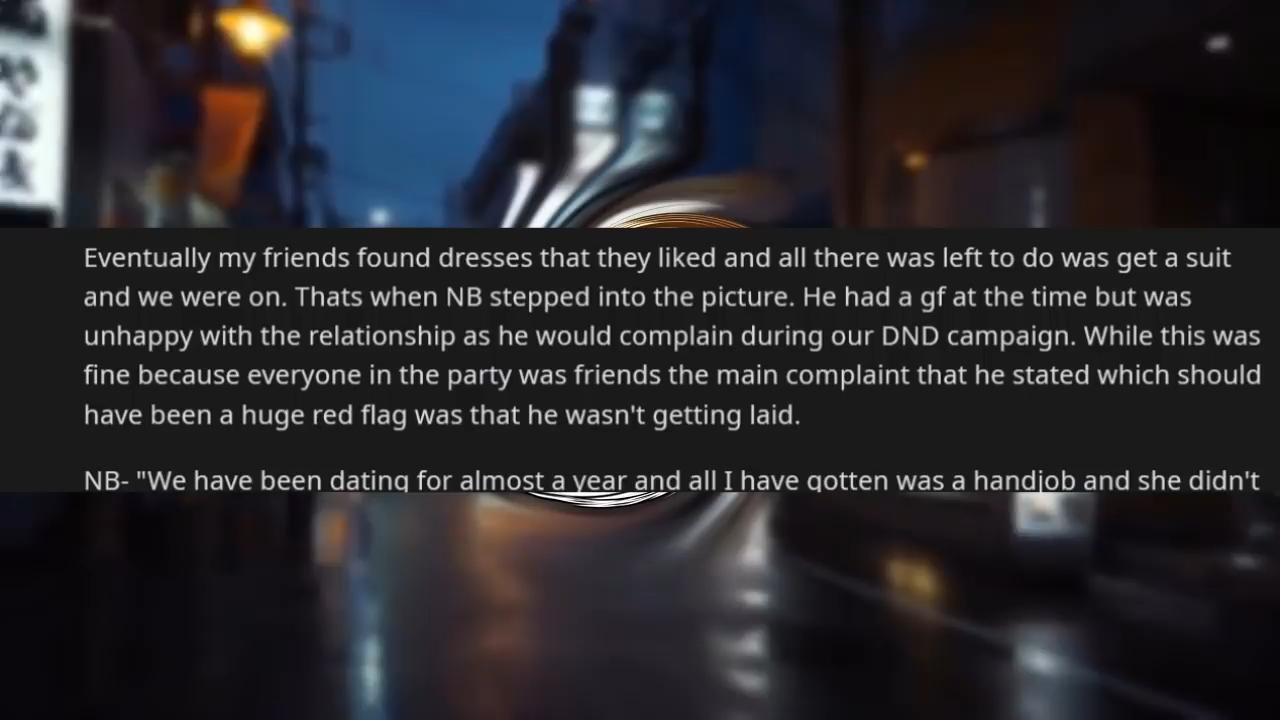 Eventually my friends found dresses that they liked and all there was left to do was get a suit
and we were on. Thats when NB stepped into the picture. He had a gf at the time but was
unhappy with the relationship as he would complain during our DND campaign. While this was
fine because everyone in the party was friends the main complaint that he stated which should
have been a huge red flag was that he wasn't getting laid.
NB- "We have been dating for almost a year and all I have gotten was a handjob and she didn't